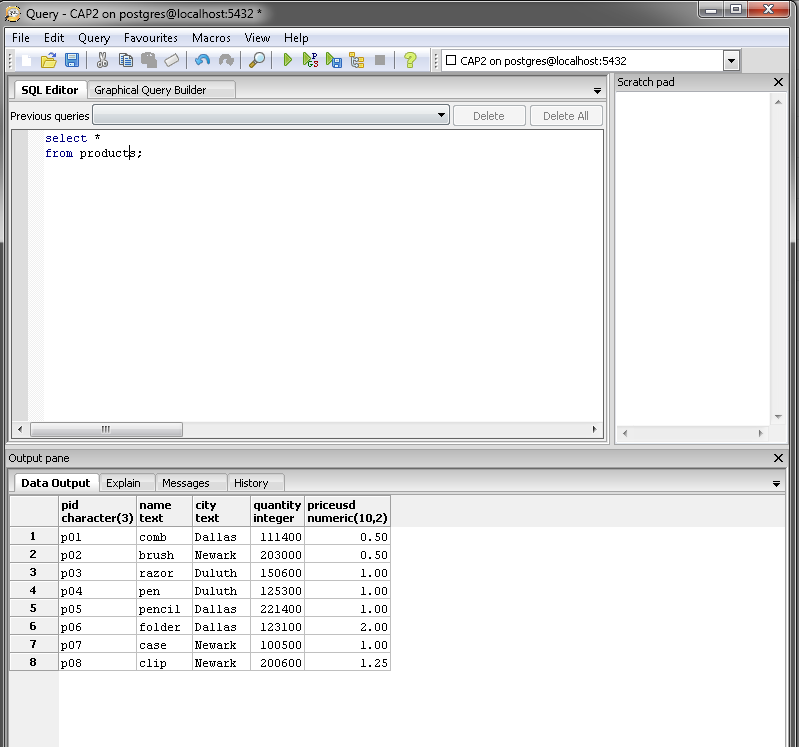 Query - CAP2 on postgres@localhost:5432 *
File Edit Query Favourites Macros View Help
CAP2 on postgres@localhost:5432
SQL Editor Graphical Query Builder
Scratch pad
Previous queries Delete Delete All
select *
from products;
Output pane
Data Output Explain Messages History
pid name city quantity priceusd
character(3) text text integer numeric(10,2)
1 p01 comb Dallas 111400 0.50
2 p02 brush Newark 203000 0.50
3 p03 razor Duluth 150600 1.00
4 p04 pen Duluth 125300 1.00
5 p05 pencil Dallas 221400 1.00
6 p06 folder Dallas 123100 2.00
7 p07 case Newark 100500 1.00
8 p08 clip Newark 200600 1.25